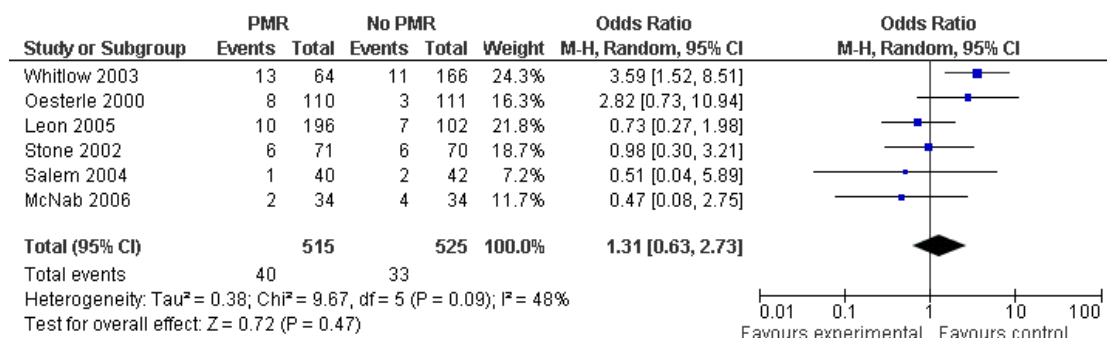 PMR No PMR Odds Ratio Odds Ratio
Study or Subgroup Events Total Events Total Weight M-H, Random, 95% CI M-H, Random, 95% CI
Whitlow 2003 13 64 11 166 24.3% 3.59 [1.52, 8.51]
Oesterle 2000 8 110 3 111 16.3% 2.82 [0.73, 10.94]
Leon 2005 10 196 7 102 21.8% 0.73 [0.27, 1.98]
Stone 2002 6 71 6 70 18.7% 0.98 [0.30, 3.21]
Salem 2004 1 40 2 42 7.2% 0.51 [0.04, 5.89]
McNab 2006 2 34 4 34 11.7% 0.47 [0.08, 2.75]
Total (95% CI) 515 525 100.0% 1.31 [0.63, 2.73]
Total events 40 33
Heterogeneity: Tau² = 0.38; Chi² = 9.67, df = 5 (P = 0.09); I² = 48%
Test for overall effect: Z = 0.72 (P = 0.47)
0.01 0.1 1 10 100
Favours experimental Favours control